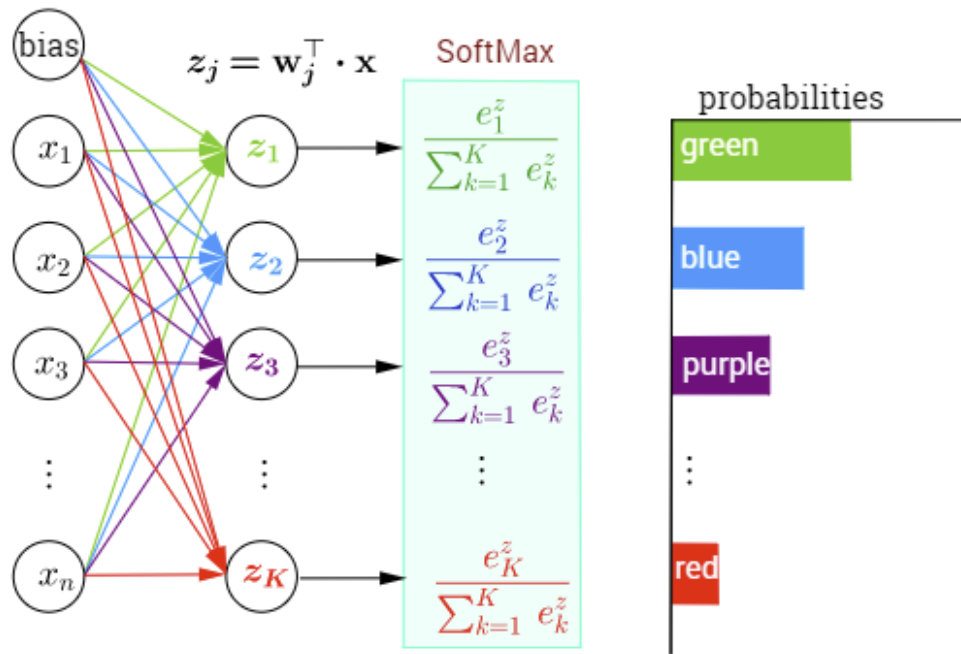 bias
z_j = w_j^⊤ · x
SoftMax
probabilities
x_1
z_1
e_1^z / ∑_{k=1}^K e_k^z
green
x_2
z_2
e_2^z / ∑_{k=1}^K e_k^z
blue
x_3
z_3
e_3^z / ∑_{k=1}^K e_k^z
purple
⋮
⋮
⋮
⋮
x_n
z_K
e_K^z / ∑_{k=1}^K e_k^z
red